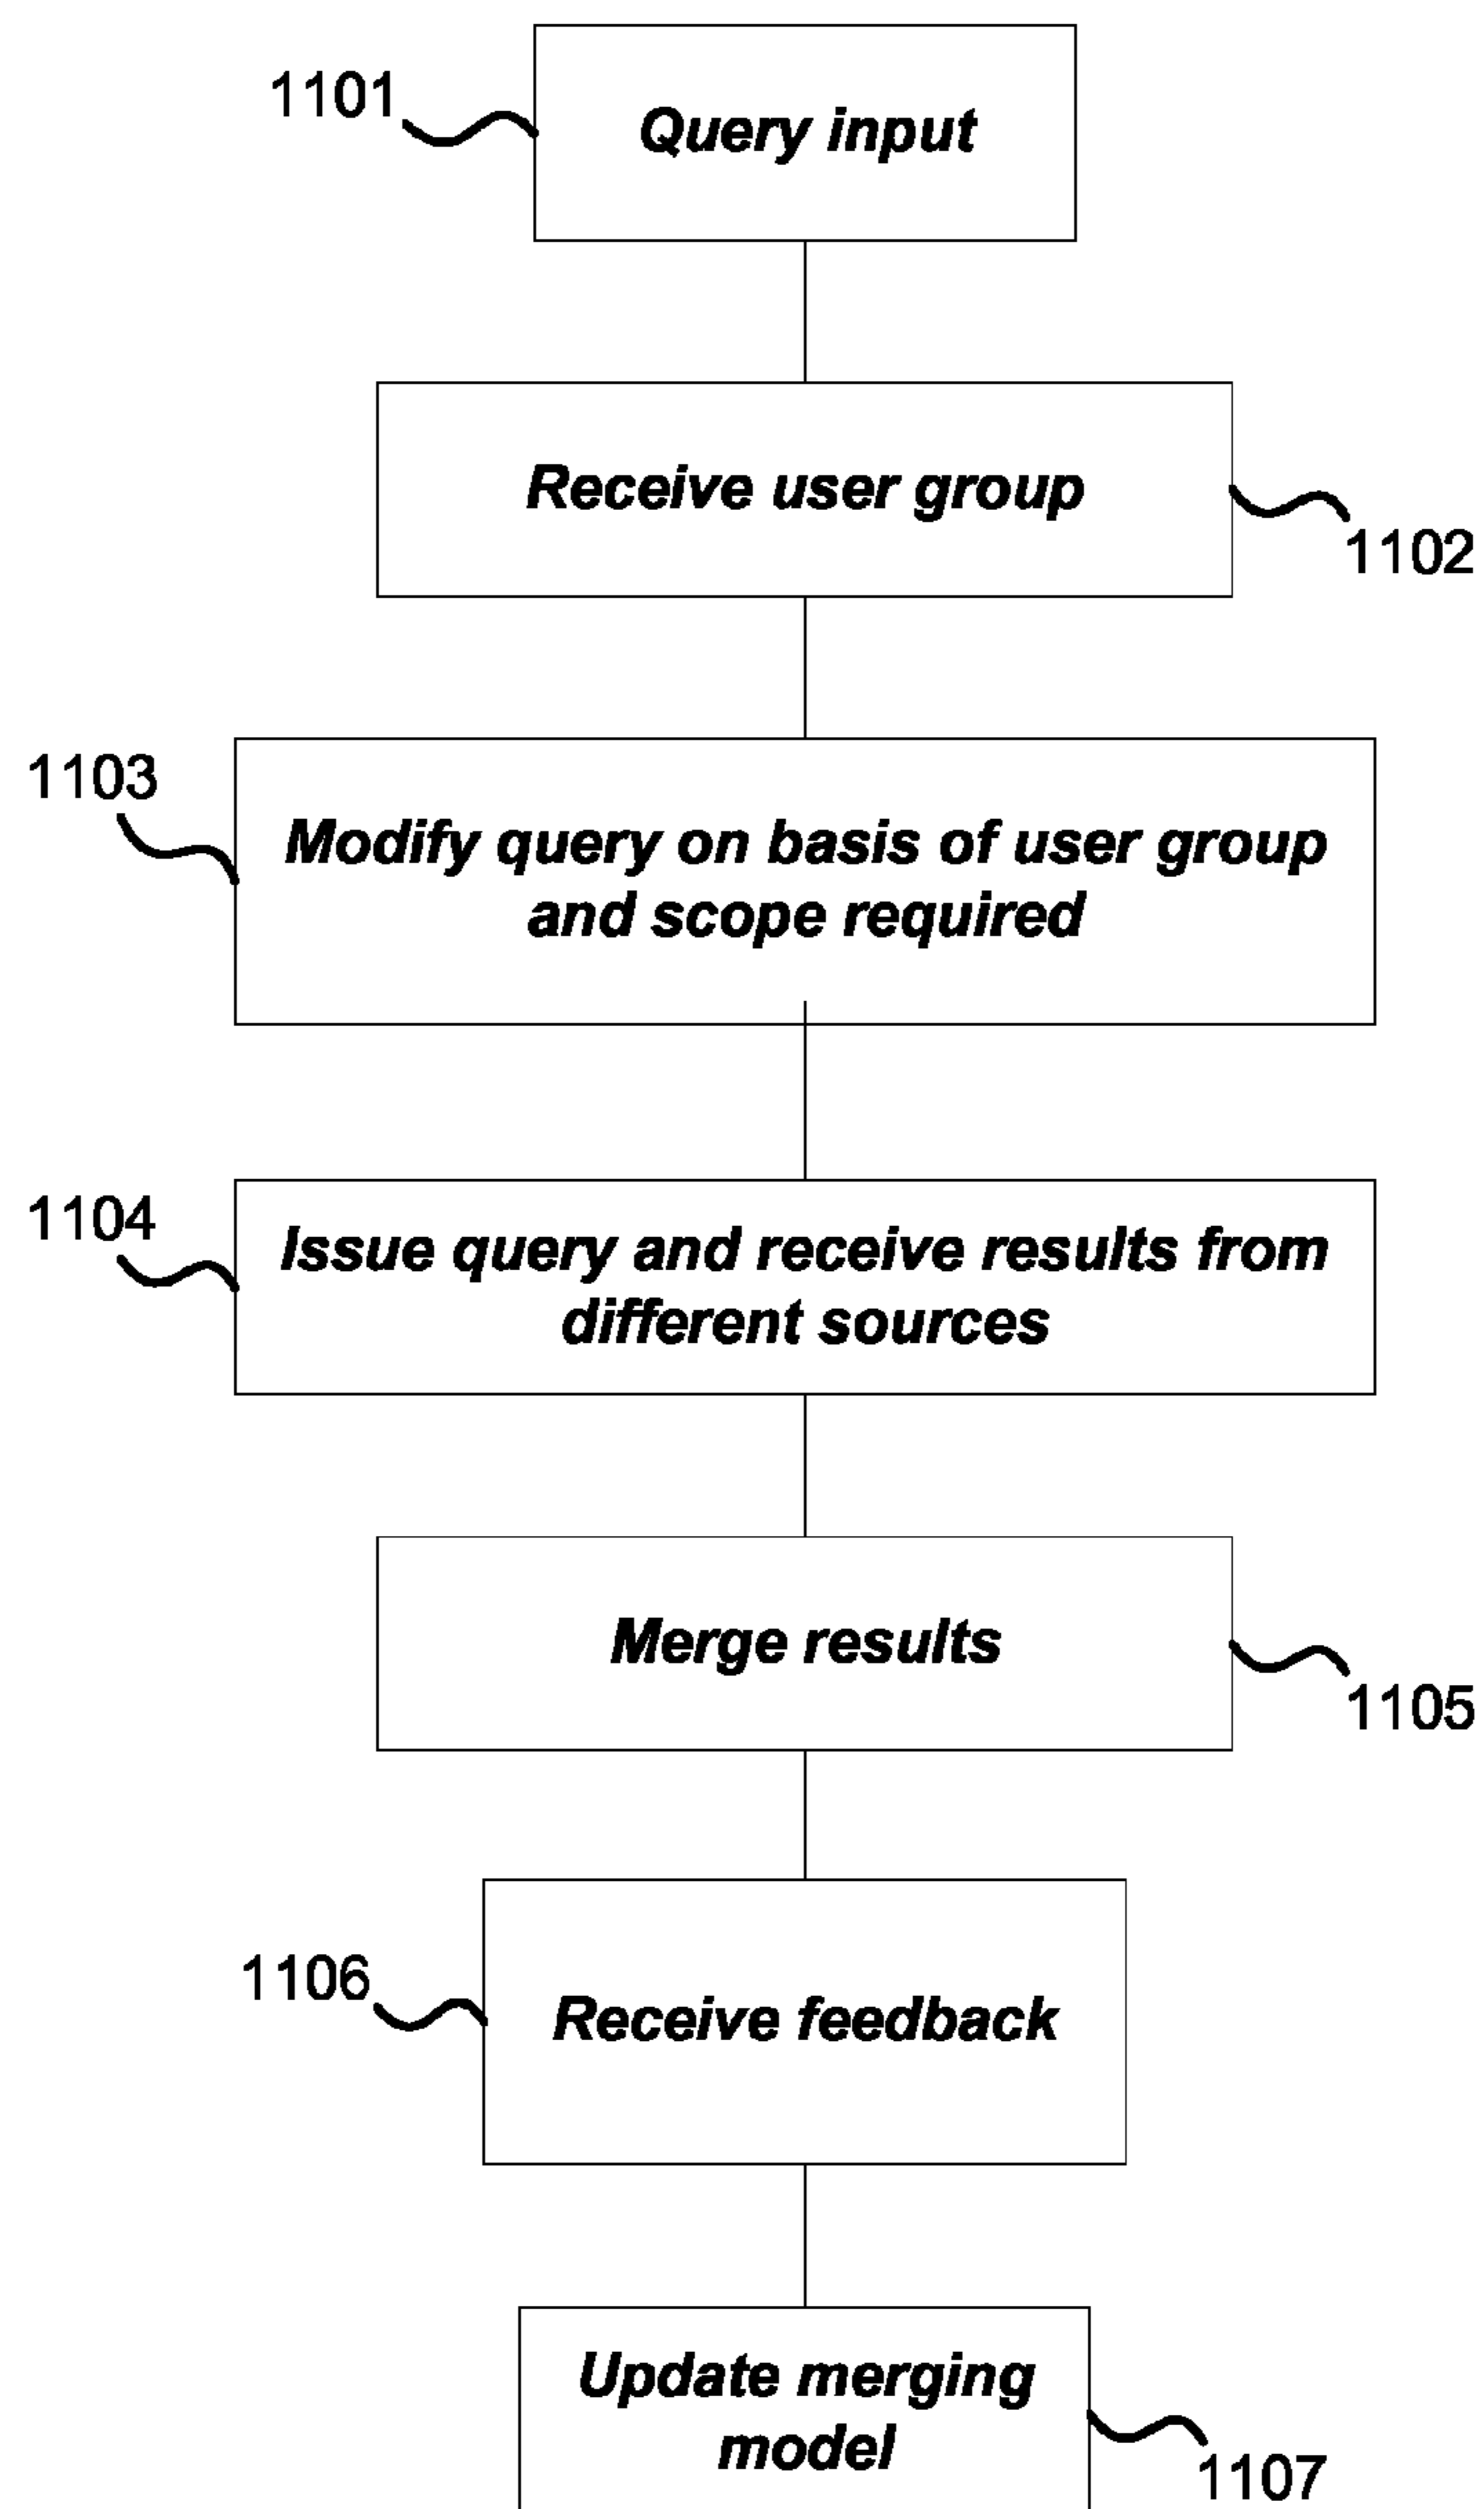 1101
Query input
Receive user group
1102
1103
Modify query on basis of user group
and scope required
1104
Issue query and receive results from
different sources
Merge results
1105
1106
Receive feedback
Update merging
model
1107